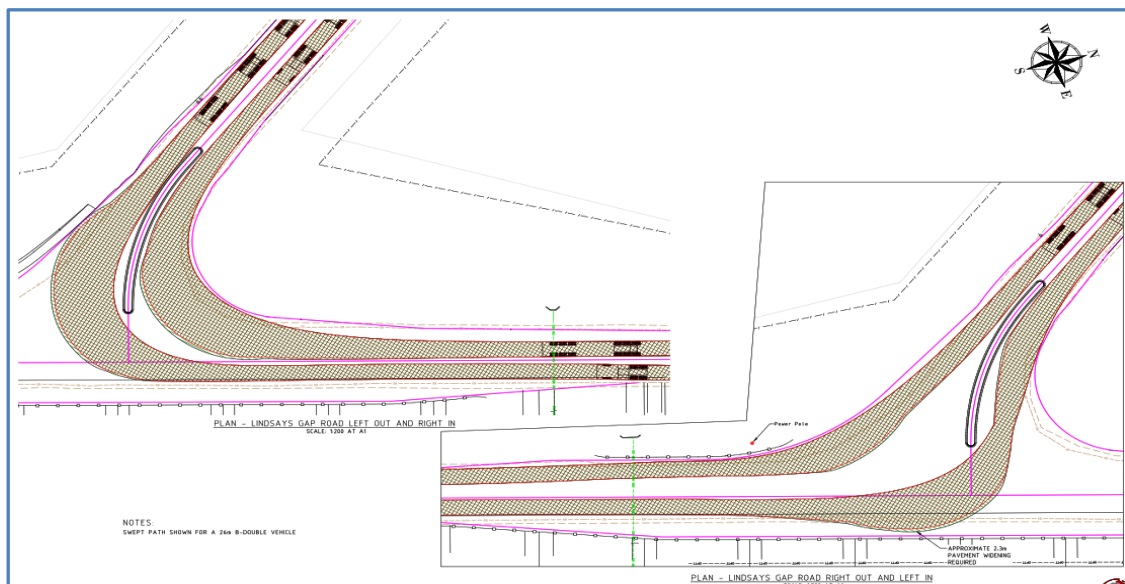 W
N
S
E
PLAN - LINDSAYS GAP ROAD LEFT OUT AND RIGHT IN
SCALE: 1:200 AT A1
Power Pole
NOTES:
SWEPT PATH SHOWN FOR A 26m B-DOUBLE VEHICLE
APPROXIMATE 2.3m
PAVEMENT WIDENING
REQUIRED
PLAN - LINDSAYS GAP ROAD RIGHT OUT AND LEFT IN